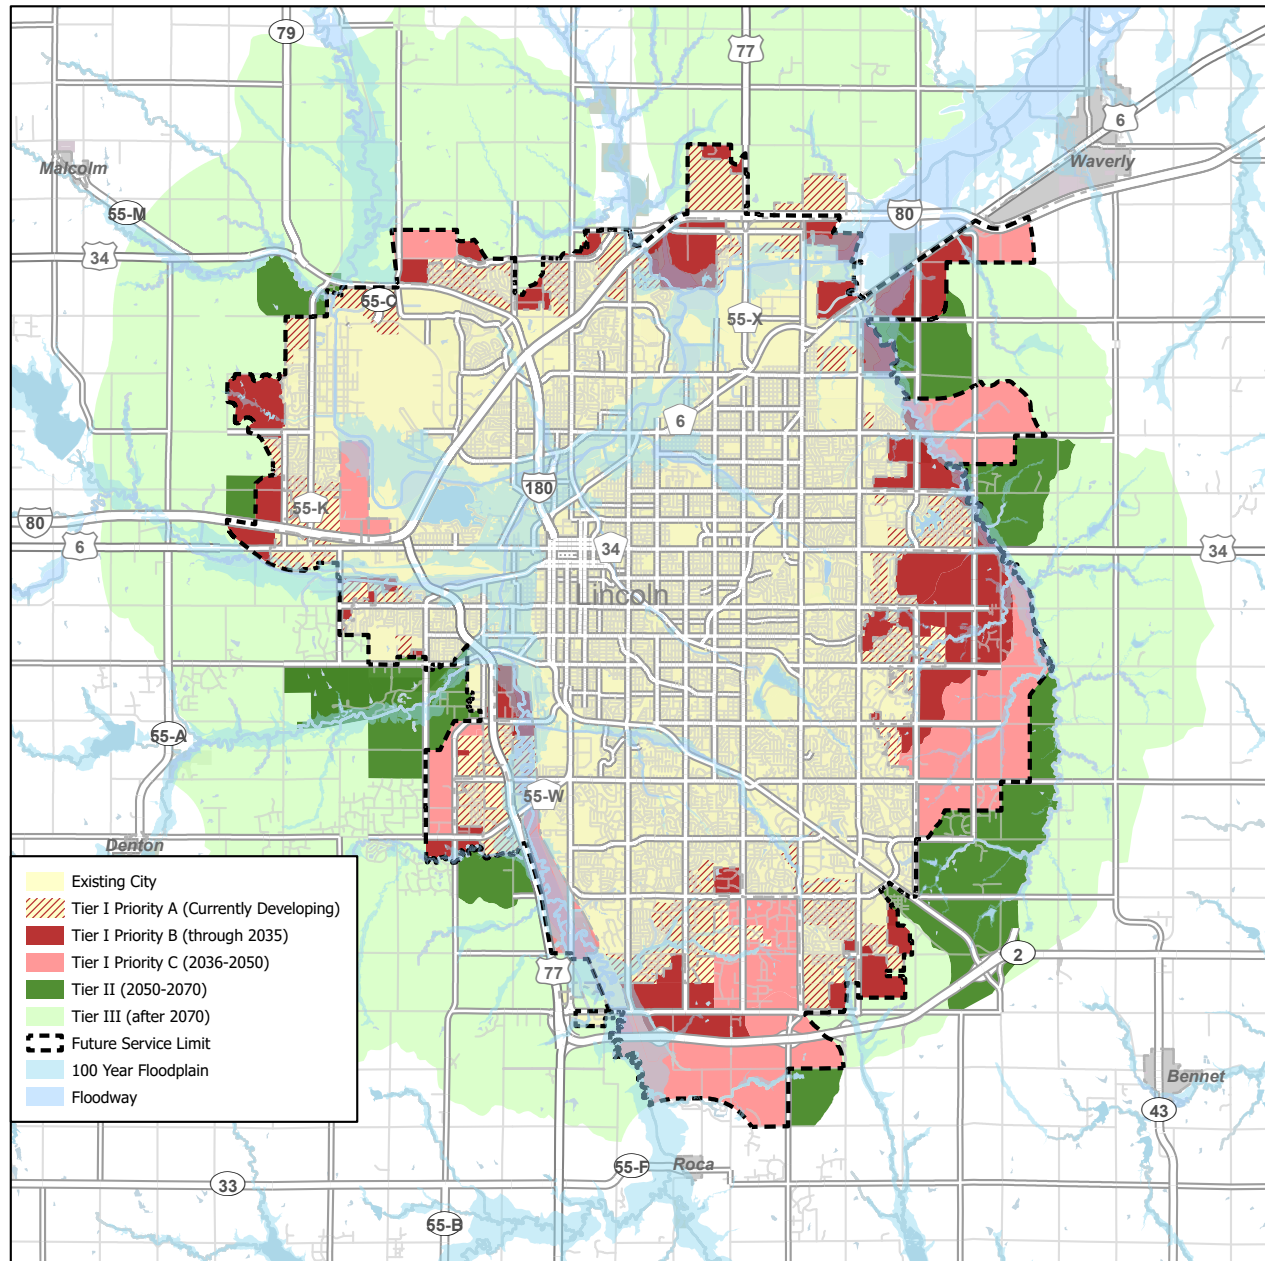 79
77
6
Malcolm
Waverly
55-M
80
34
55-C
55-X
6
180
55-K
80
6
34
34
Lincoln
55-A
55-W
Denton
Existing City
Tier I Priority A (Currently Developing)
Tier I Priority B (through 2035)
Tier I Priority C (2036-2050)
Tier II (2050-2070)
Tier III (after 2070)
Future Service Limit
100 Year Floodplain
Floodway
77
2
Bennet
43
55-F
Roca
33
55-B